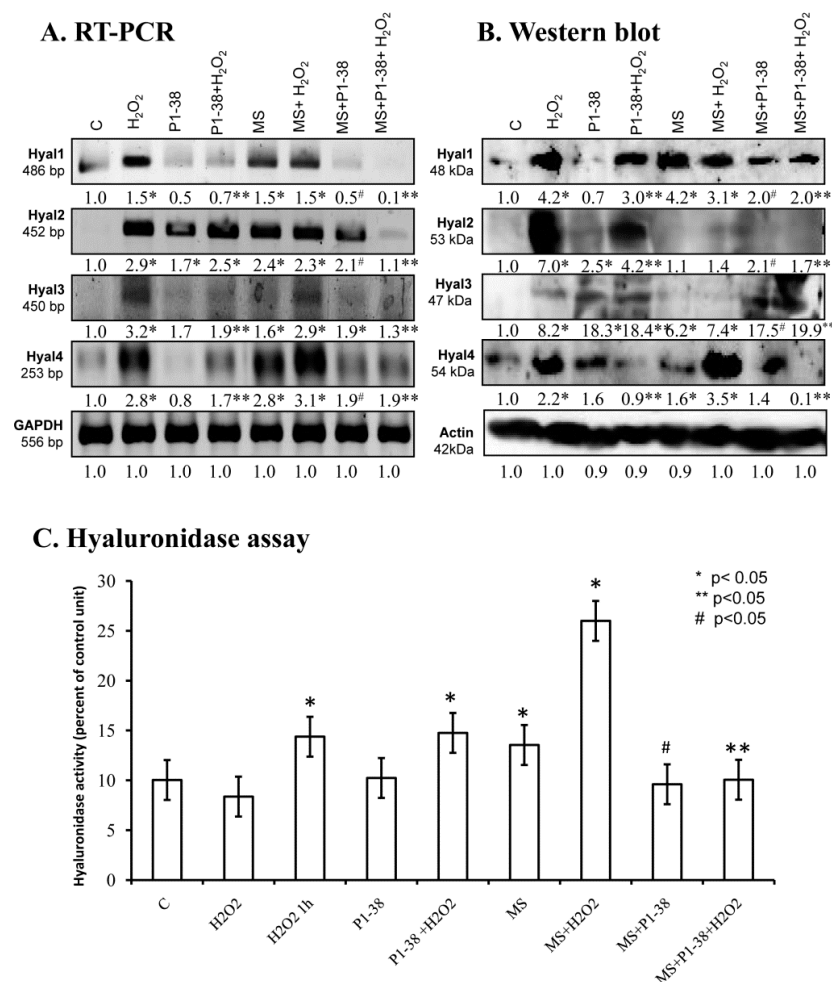 A. RT-PCR
C H₂O₂ P1-38 P1-38+H₂O₂ MS MS+ H₂O₂ MS+P1-38 MS+P1-38+ H₂O₂
Hyal1
486 bp
1.0 1.5* 0.5 0.7** 1.5* 1.5* 0.5# 0.1**
Hyal2
452 bp
1.0 2.9* 1.7* 2.5* 2.4* 2.3* 2.1# 1.1**
Hyal3
450 bp
1.0 3.2* 1.7 1.9** 1.6* 2.9* 1.9* 1.3**
Hyal4
253 bp
1.0 2.8* 0.8 1.7** 2.8* 3.1* 1.9# 1.9**
GAPDH
556 bp
1.0 1.0 1.0 1.0 1.0 1.0 1.0 1.0
B. Western blot
C H₂O₂ P1-38 P1-38+H₂O₂ MS MS+ H₂O₂ MS+P1-38 MS+P1-38+ H₂O₂
Hyal1
48 kDa
1.0 4.2* 0.7 3.0** 4.2* 3.1* 2.0# 2.0**
Hyal2
53 kDa
1.0 7.0* 2.5* 4.2** 1.1 1.4 2.1# 1.7**
Hyal3
47 kDa
1.0 8.2* 18.3* 18.4** 6.2* 7.4* 17.5# 19.9**
Hyal4
54 kDa
1.0 2.2* 1.6 0.9** 1.6* 3.5* 1.4 0.1**
Actin
42kDa
1.0 1.0 0.9 0.9 0.9 1.0 1.0 1.0
C. Hyaluronidase assay
Hyaluronidase activity (percent of control unit)
30
25
20
15
10
5
0
* * * * # **
* p< 0.05
** p<0.05
# p<0.05
C H2O2 H2O2 1h P1-38 P1-38 +H2O2 MS MS+H2O2 MS+P1-38 MS+P1-38+H2O2